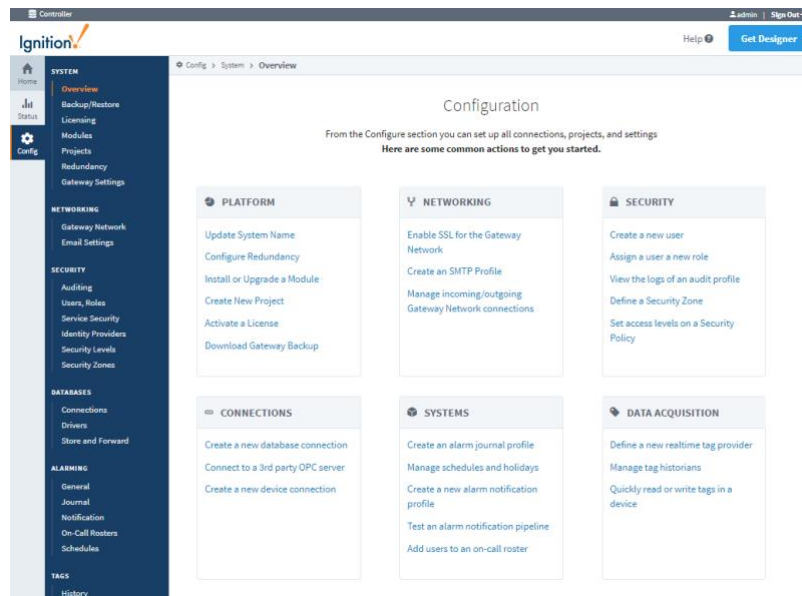 Controller
admin | Sign Out
Ignition!
Help
Get Designer
Home
Status
Config
SYSTEM
Overview
Backup/Restore
Licensing
Modules
Projects
Redundancy
Gateway Settings
NETWORKING
Gateway Network
Email Settings
SECURITY
Auditing
Users, Roles
Service Security
Identity Providers
Security Levels
Security Zones
DATABASES
Connections
Drivers
Store and Forward
ALARMING
General
Journal
Notification
On-Call Rosters
Schedules
TAGS
History
Config > System > Overview
Configuration
From the Configure section you can set up all connections, projects, and settings
Here are some common actions to get you started.
PLATFORM
Update System Name
Configure Redundancy
Install or Upgrade a Module
Create New Project
Activate a License
Download Gateway Backup
NETWORKING
Enable SSL for the Gateway
Network
Create an SMTP Profile
Manage incoming/outgoing
Gateway Network connections
SECURITY
Create a new user
Assign a user a new role
View the logs of an audit profile
Define a Security Zone
Set access levels on a Security
Policy
CONNECTIONS
Create a new database connection
Connect to a 3rd party OPC server
Create a new device connection
SYSTEMS
Create an alarm journal profile
Manage schedules and holidays
Create a new alarm notification
profile
Test an alarm notification pipeline
Add users to an on-call roster
DATA ACQUISITION
Define a new realtime tag provider
Manage tag historians
Quickly read or write tags in a
device